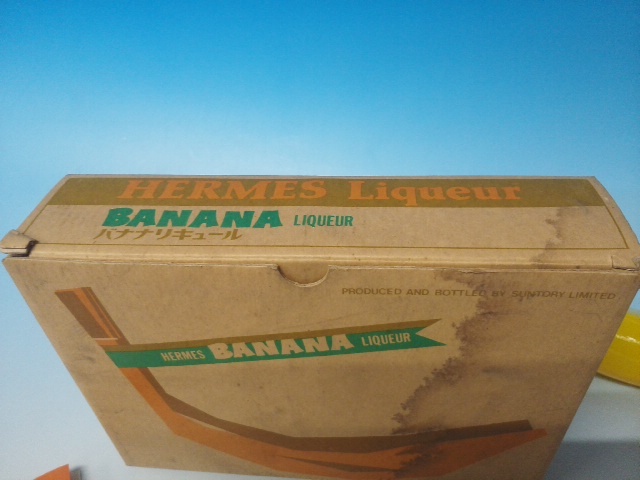 HERMES Liqueur
BANANA LIQUEUR
バナナリキュール
PRODUCED AND BOTTLED BY SUNTORY LIMITED
HERMES BANANA LIQUEUR